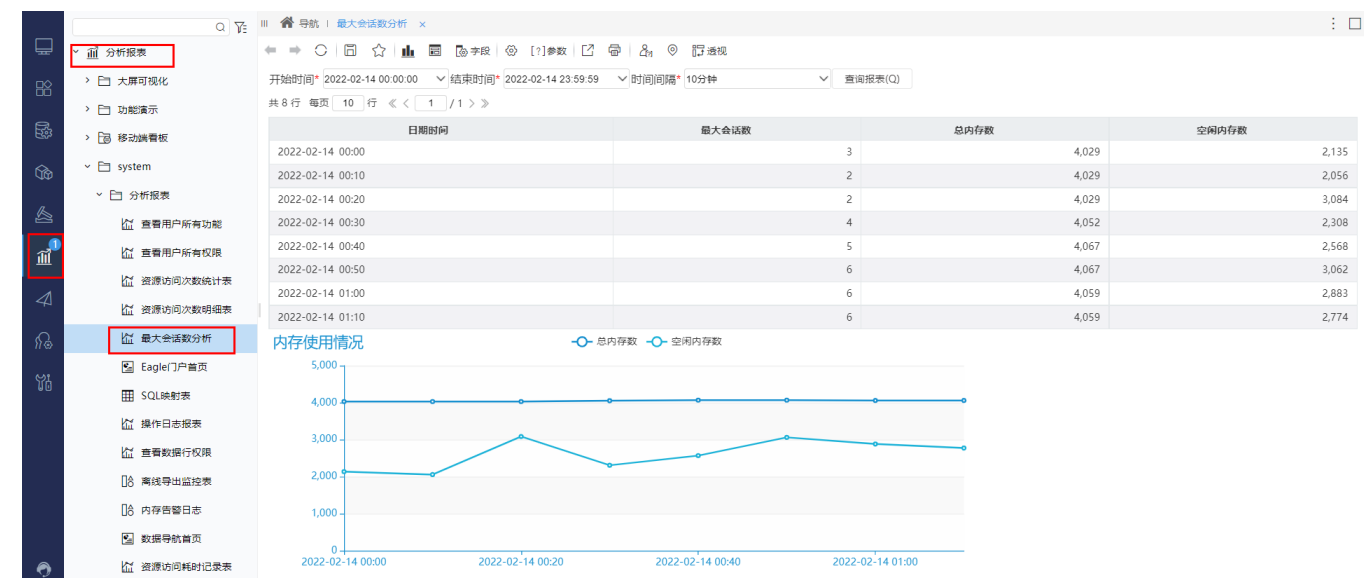 导航 最大会话数分析 ×
分析报表
大屏可视化
功能演示
移动端看板
system
分析报表
查看用户所有功能
查看用户所有权限
资源访问次数统计表
资源访问次数明细表
最大会话数分析
Eagle门户首页
SQL映射表
操作日志报表
查看数据行权限
离线导出监控表
内存告警日志
数据导航首页
资源访问耗时记录表
1
字段 [?]参数 透视
开始时间* 2022-02-14 00:00:00 结束时间* 2022-02-14 23:59:59 时间间隔* 10分钟 查询报表(Q)
共 8 行 每页 10 行 《 < 1 / 1 > 》
日期时间 最大会话数 总内存数 空闲内存数
2022-02-14 00:00 3 4,029 2,135
2022-02-14 00:10 2 4,029 2,056
2022-02-14 00:20 2 4,029 3,084
2022-02-14 00:30 4 4,052 2,308
2022-02-14 00:40 5 4,067 2,568
2022-02-14 00:50 6 4,067 3,062
2022-02-14 01:00 6 4,059 2,883
2022-02-14 01:10 6 4,059 2,774
内存使用情况 总内存数 空闲内存数
5,000
4,000
3,000
2,000
1,000
0
2022-02-14 00:00 2022-02-14 00:20 2022-02-14 00:40 2022-02-14 01:00